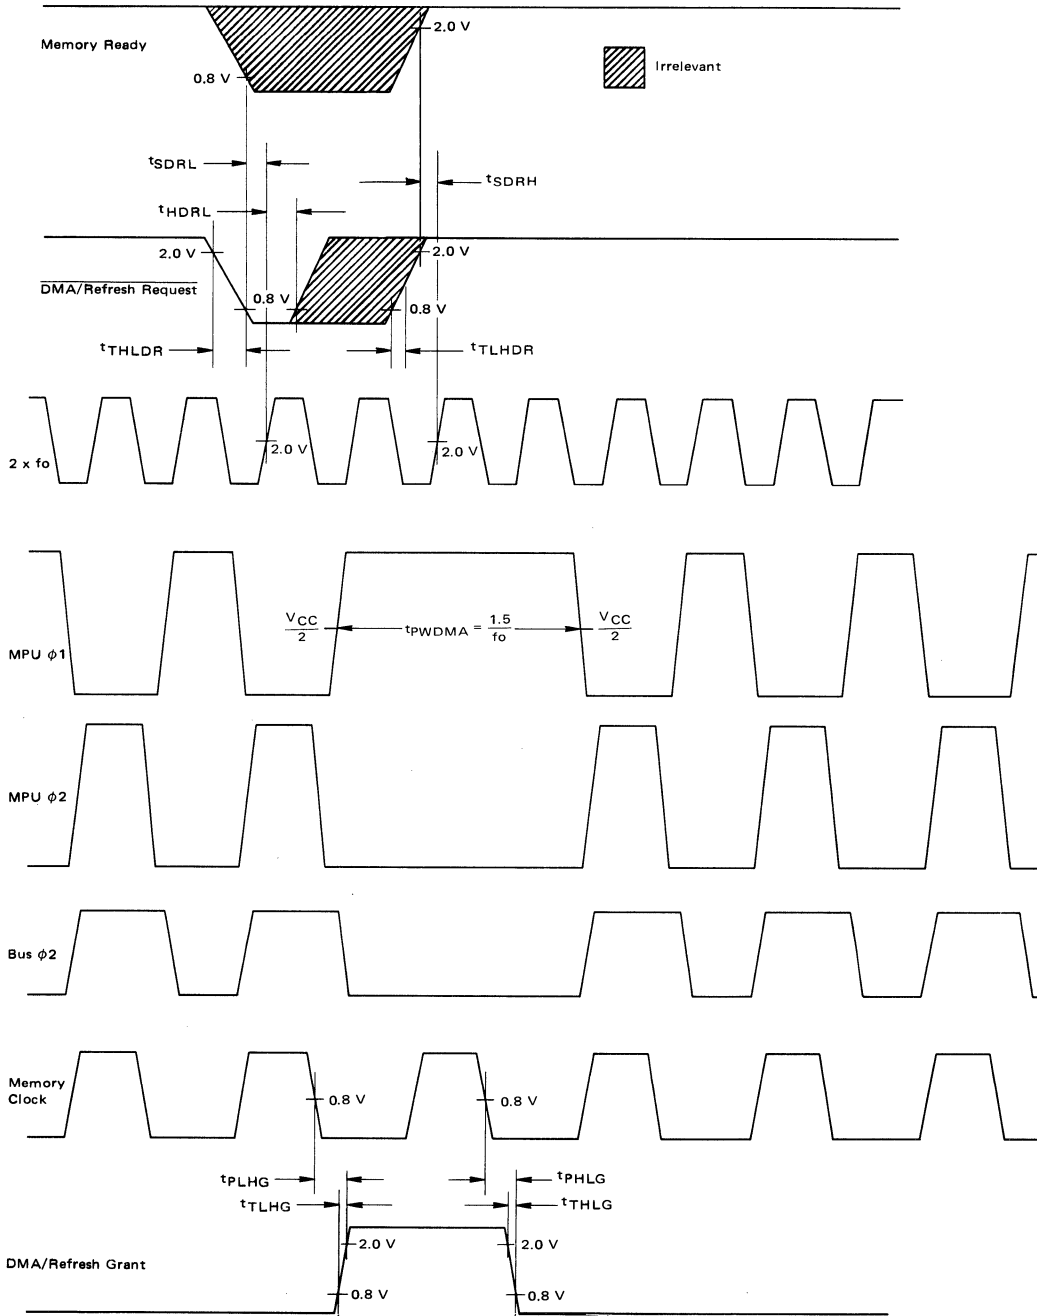 2.0 V
Memory Ready
Irrelevant
0.8 V
tSDRL
tSDRH
tHDRL
2.0 V
2.0 V
DMA/Refresh Request
0.8 V
0.8 V
tTHLDR
tTLHDR
2 x fo
2.0 V
2.0 V
VCC/2
tPWDMA = 1.5/fo
VCC/2
MPU φ1
MPU φ2
Bus φ2
Memory
Clock
0.8 V
0.8 V
tPLHG
tPHLG
tTLHG
tTHLG
2.0 V
2.0 V
DMA/Refresh Grant
0.8 V
0.8 V